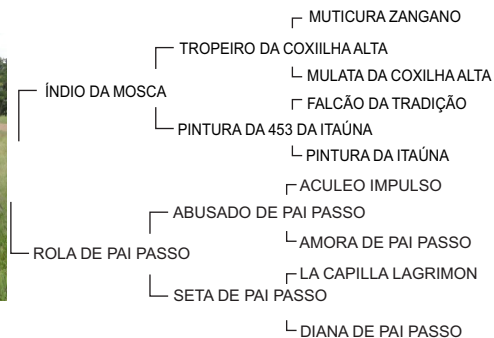 MUTICURA ZANGANO
TROPEIRO DA COXIILHA ALTA
MULATA DA COXILHA ALTA
ÍNDIO DA MOSCA
FALCÃO DA TRADIÇÃO
PINTURA DA 453 DA ITAÚNA
PINTURA DA ITAÚNA
ACULEO IMPULSO
ABUSADO DE PAI PASSO
AMORA DE PAI PASSO
ROLA DE PAI PASSO
LA CAPILLA LAGRIMON
SETA DE PAI PASSO
DIANA DE PAI PASSO